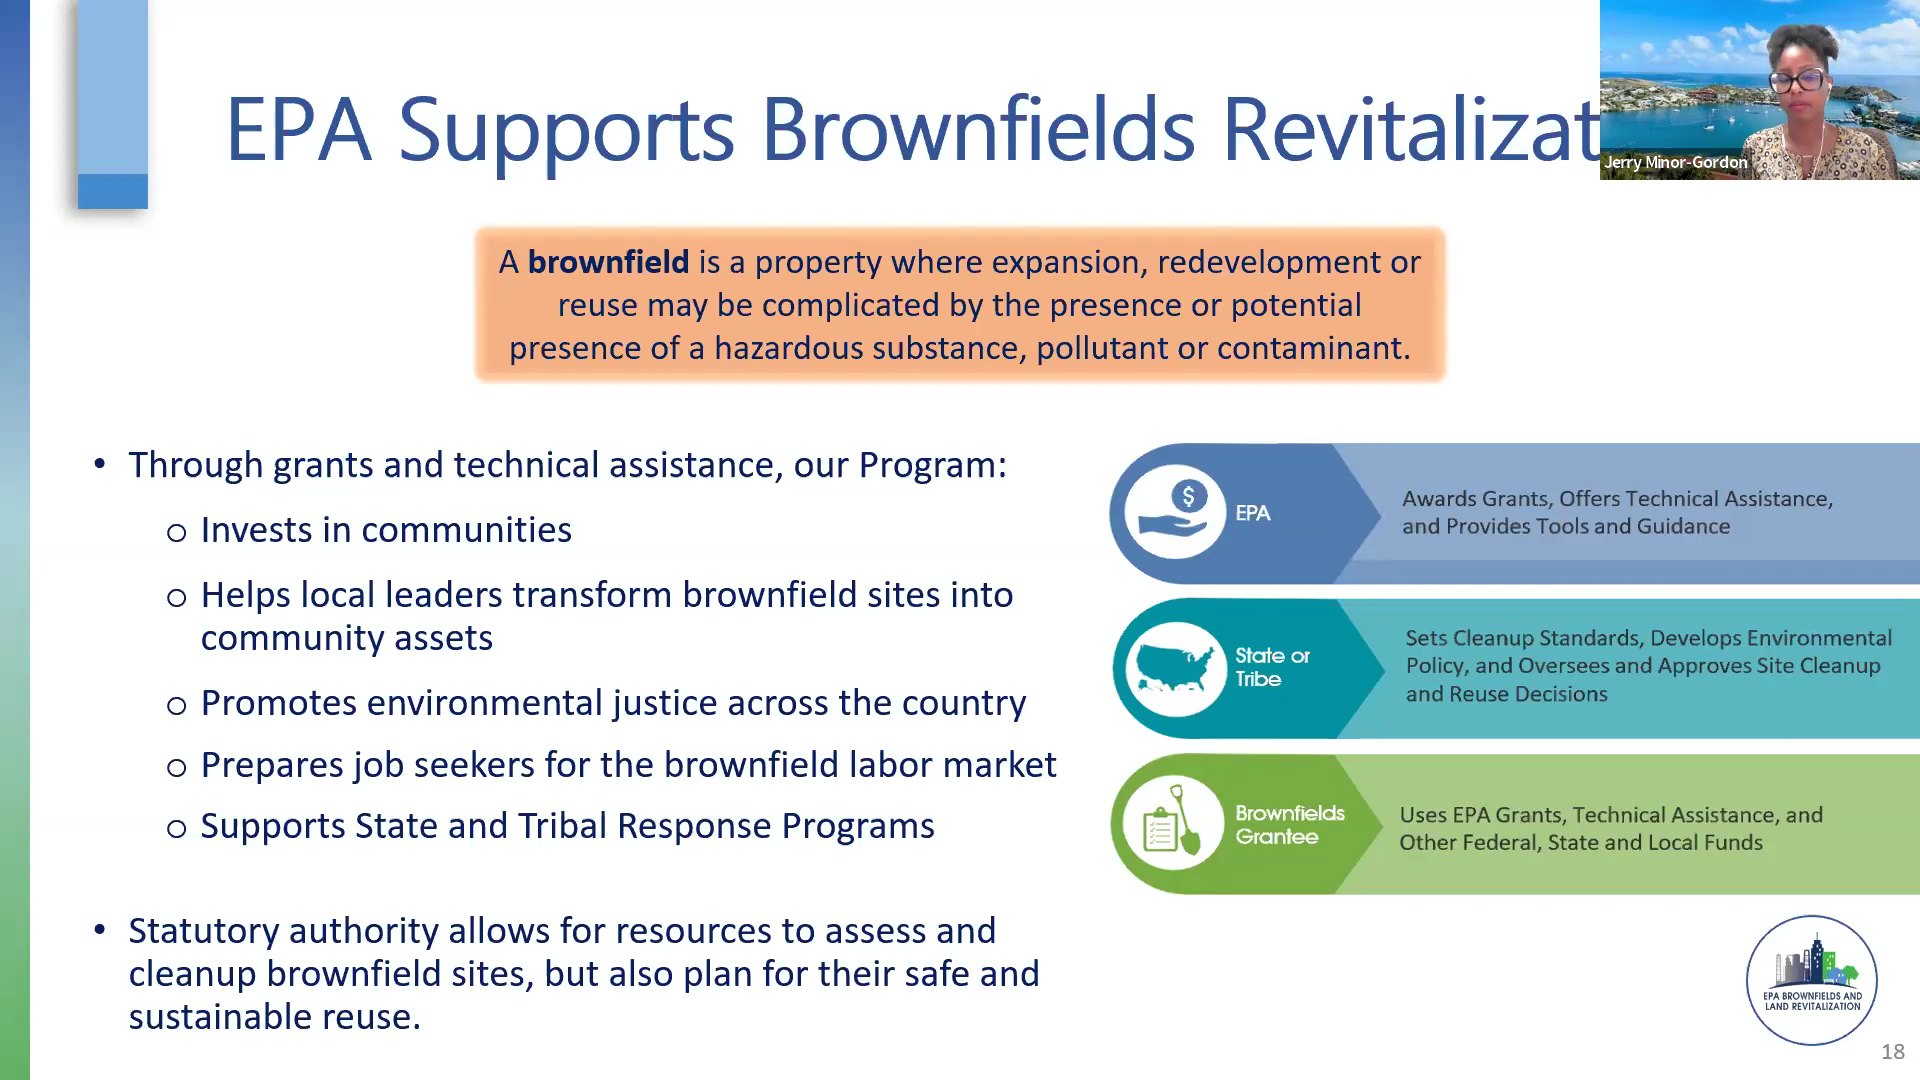 EPA Supports Brownfields Revitalizat
Jerry Minor-Gordon
A brownfield is a property where expansion, redevelopment or
reuse may be complicated by the presence or potential
presence of a hazardous substance, pollutant or contaminant.
• Through grants and technical assistance, our Program:
o Invests in communities
o Helps local leaders transform brownfield sites into
community assets
o Promotes environmental justice across the country
o Prepares job seekers for the brownfield labor market
o Supports State and Tribal Response Programs
• Statutory authority allows for resources to assess and
cleanup brownfield sites, but also plan for their safe and
sustainable reuse.
$
EPA
Awards Grants, Offers Technical Assistance,
and Provides Tools and Guidance
State or
Tribe
Sets Cleanup Standards, Develops Environmental
Policy, and Oversees and Approves Site Cleanup
and Reuse Decisions
Brownfields
Grantee
Uses EPA Grants, Technical Assistance, and
Other Federal, State and Local Funds
EPA BROWNFIELDS AND
LAND REVITALIZATION
18